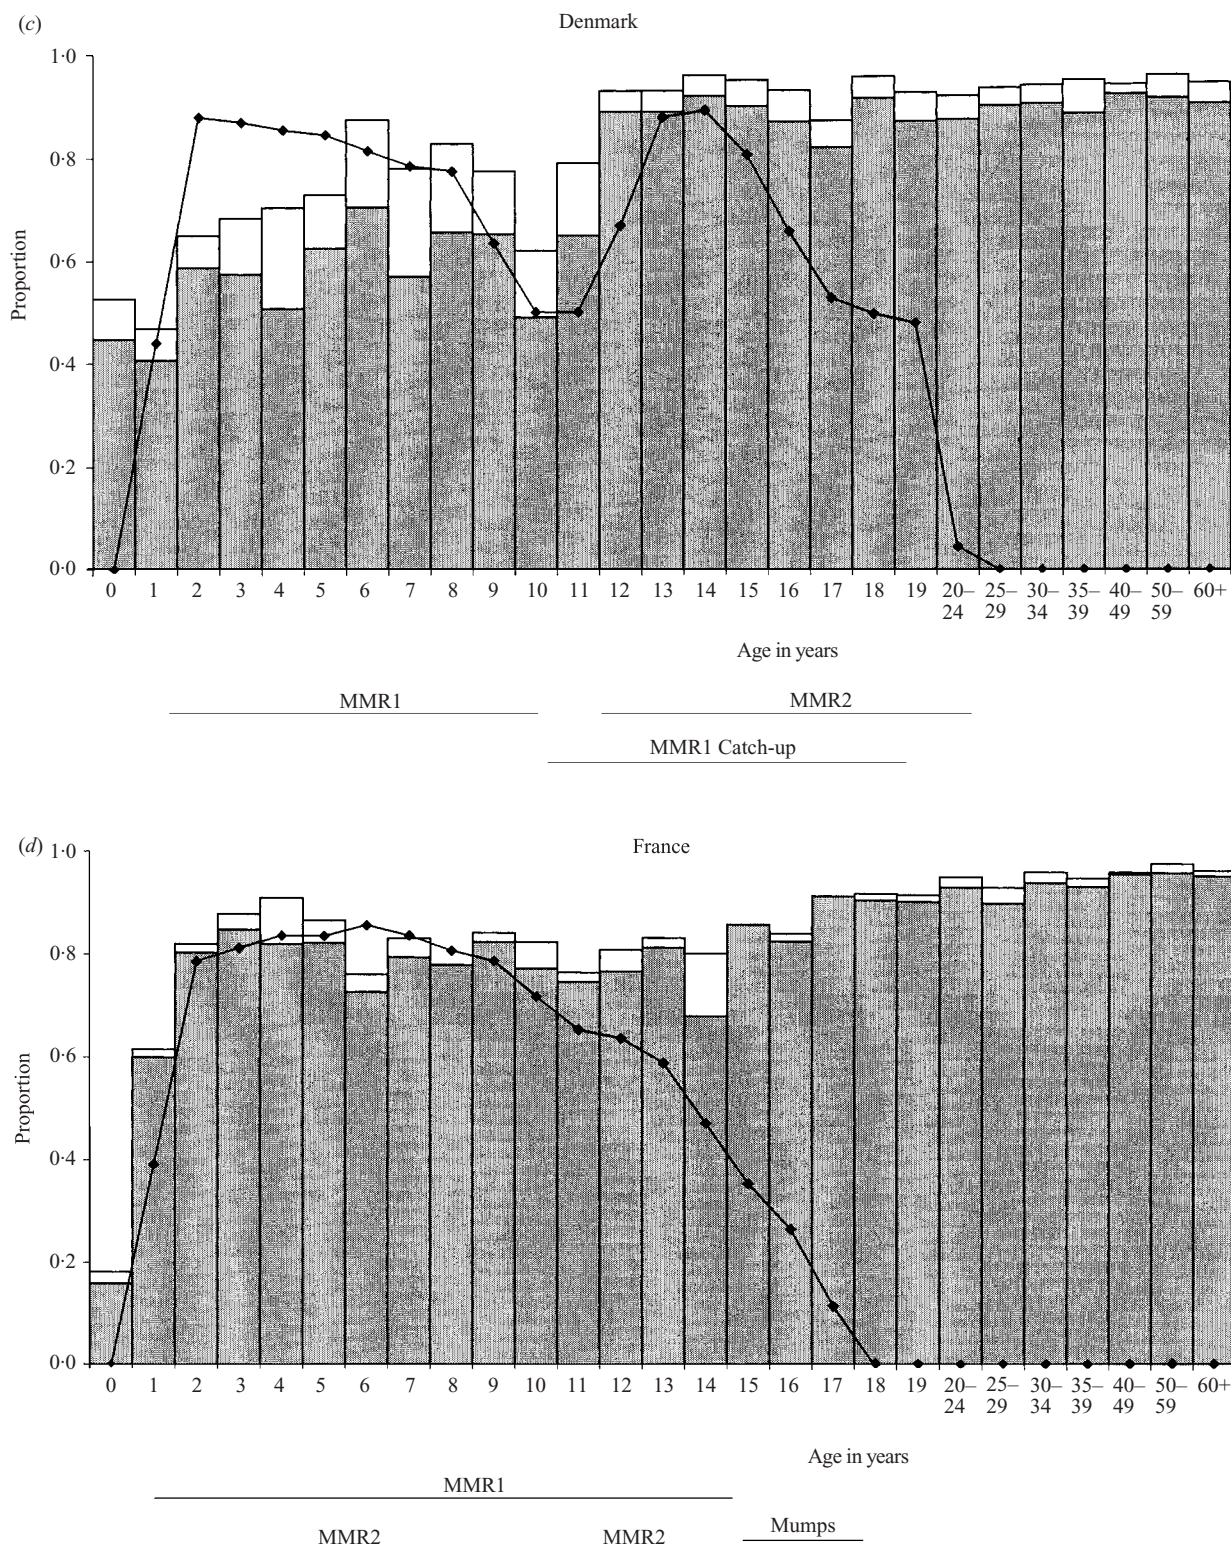 (c) Denmark
1·0
0·8
0·6
0·4
0·2
0·0
Proportion
0 1 2 3 4 5 6 7 8 9 10 11 12 13 14 15 16 17 18 19 20– 25– 30– 35– 40– 50– 60+
24 29 34 39 49 59
Age in years
MMR1 MMR2
MMR1 Catch-up
(d) France
1·0
0·8
0·6
0·4
0·2
0·0
Proportion
0 1 2 3 4 5 6 7 8 9 10 11 12 13 14 15 16 17 18 19 20– 25– 30– 35– 40– 50– 60+
24 29 34 39 49 59
Age in years
MMR1
MMR2 MMR2 Mumps